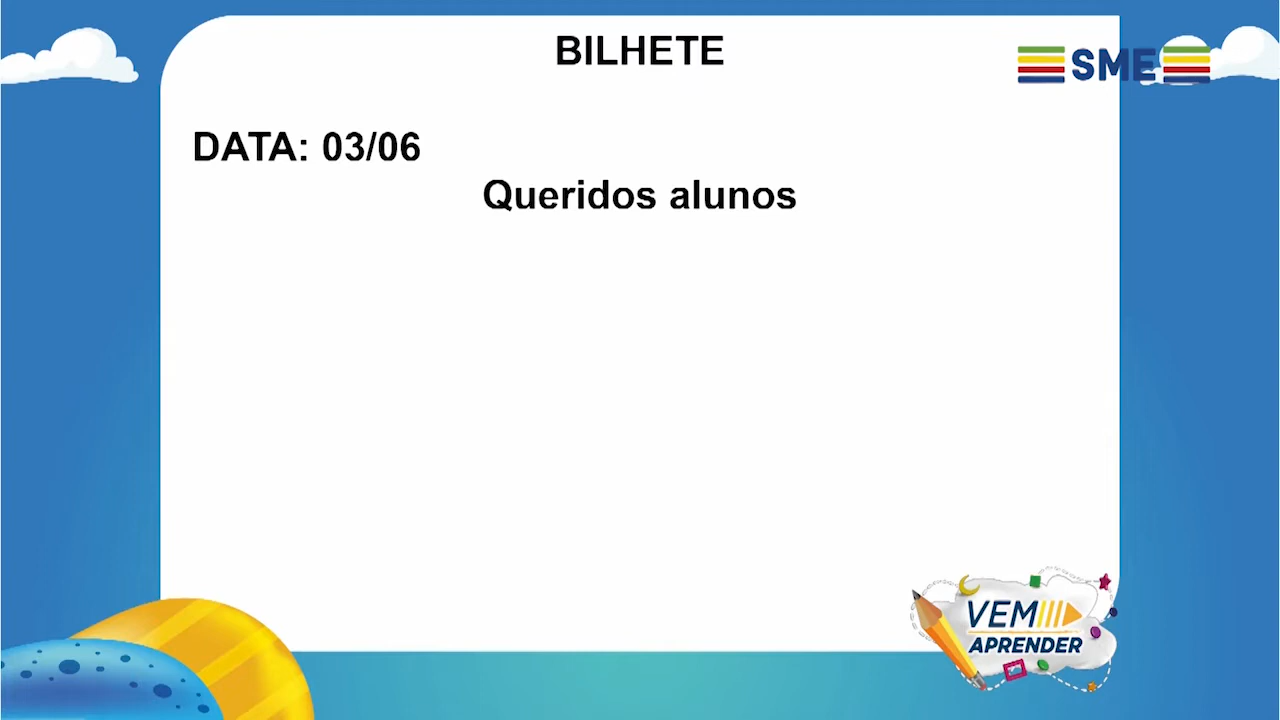 BILHETE
SME
DATA: 03/06
Queridos alunos
VEM
APRENDER